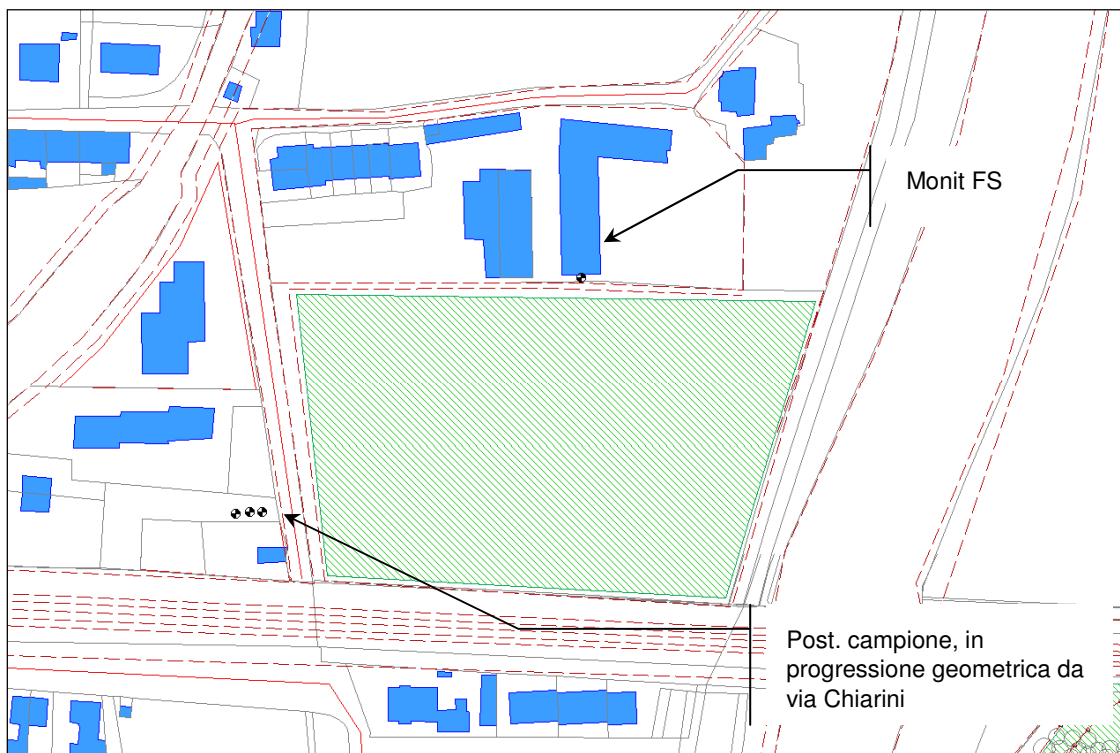 Monit FS
Post. campione, in
progressione geometrica da
via Chiarini